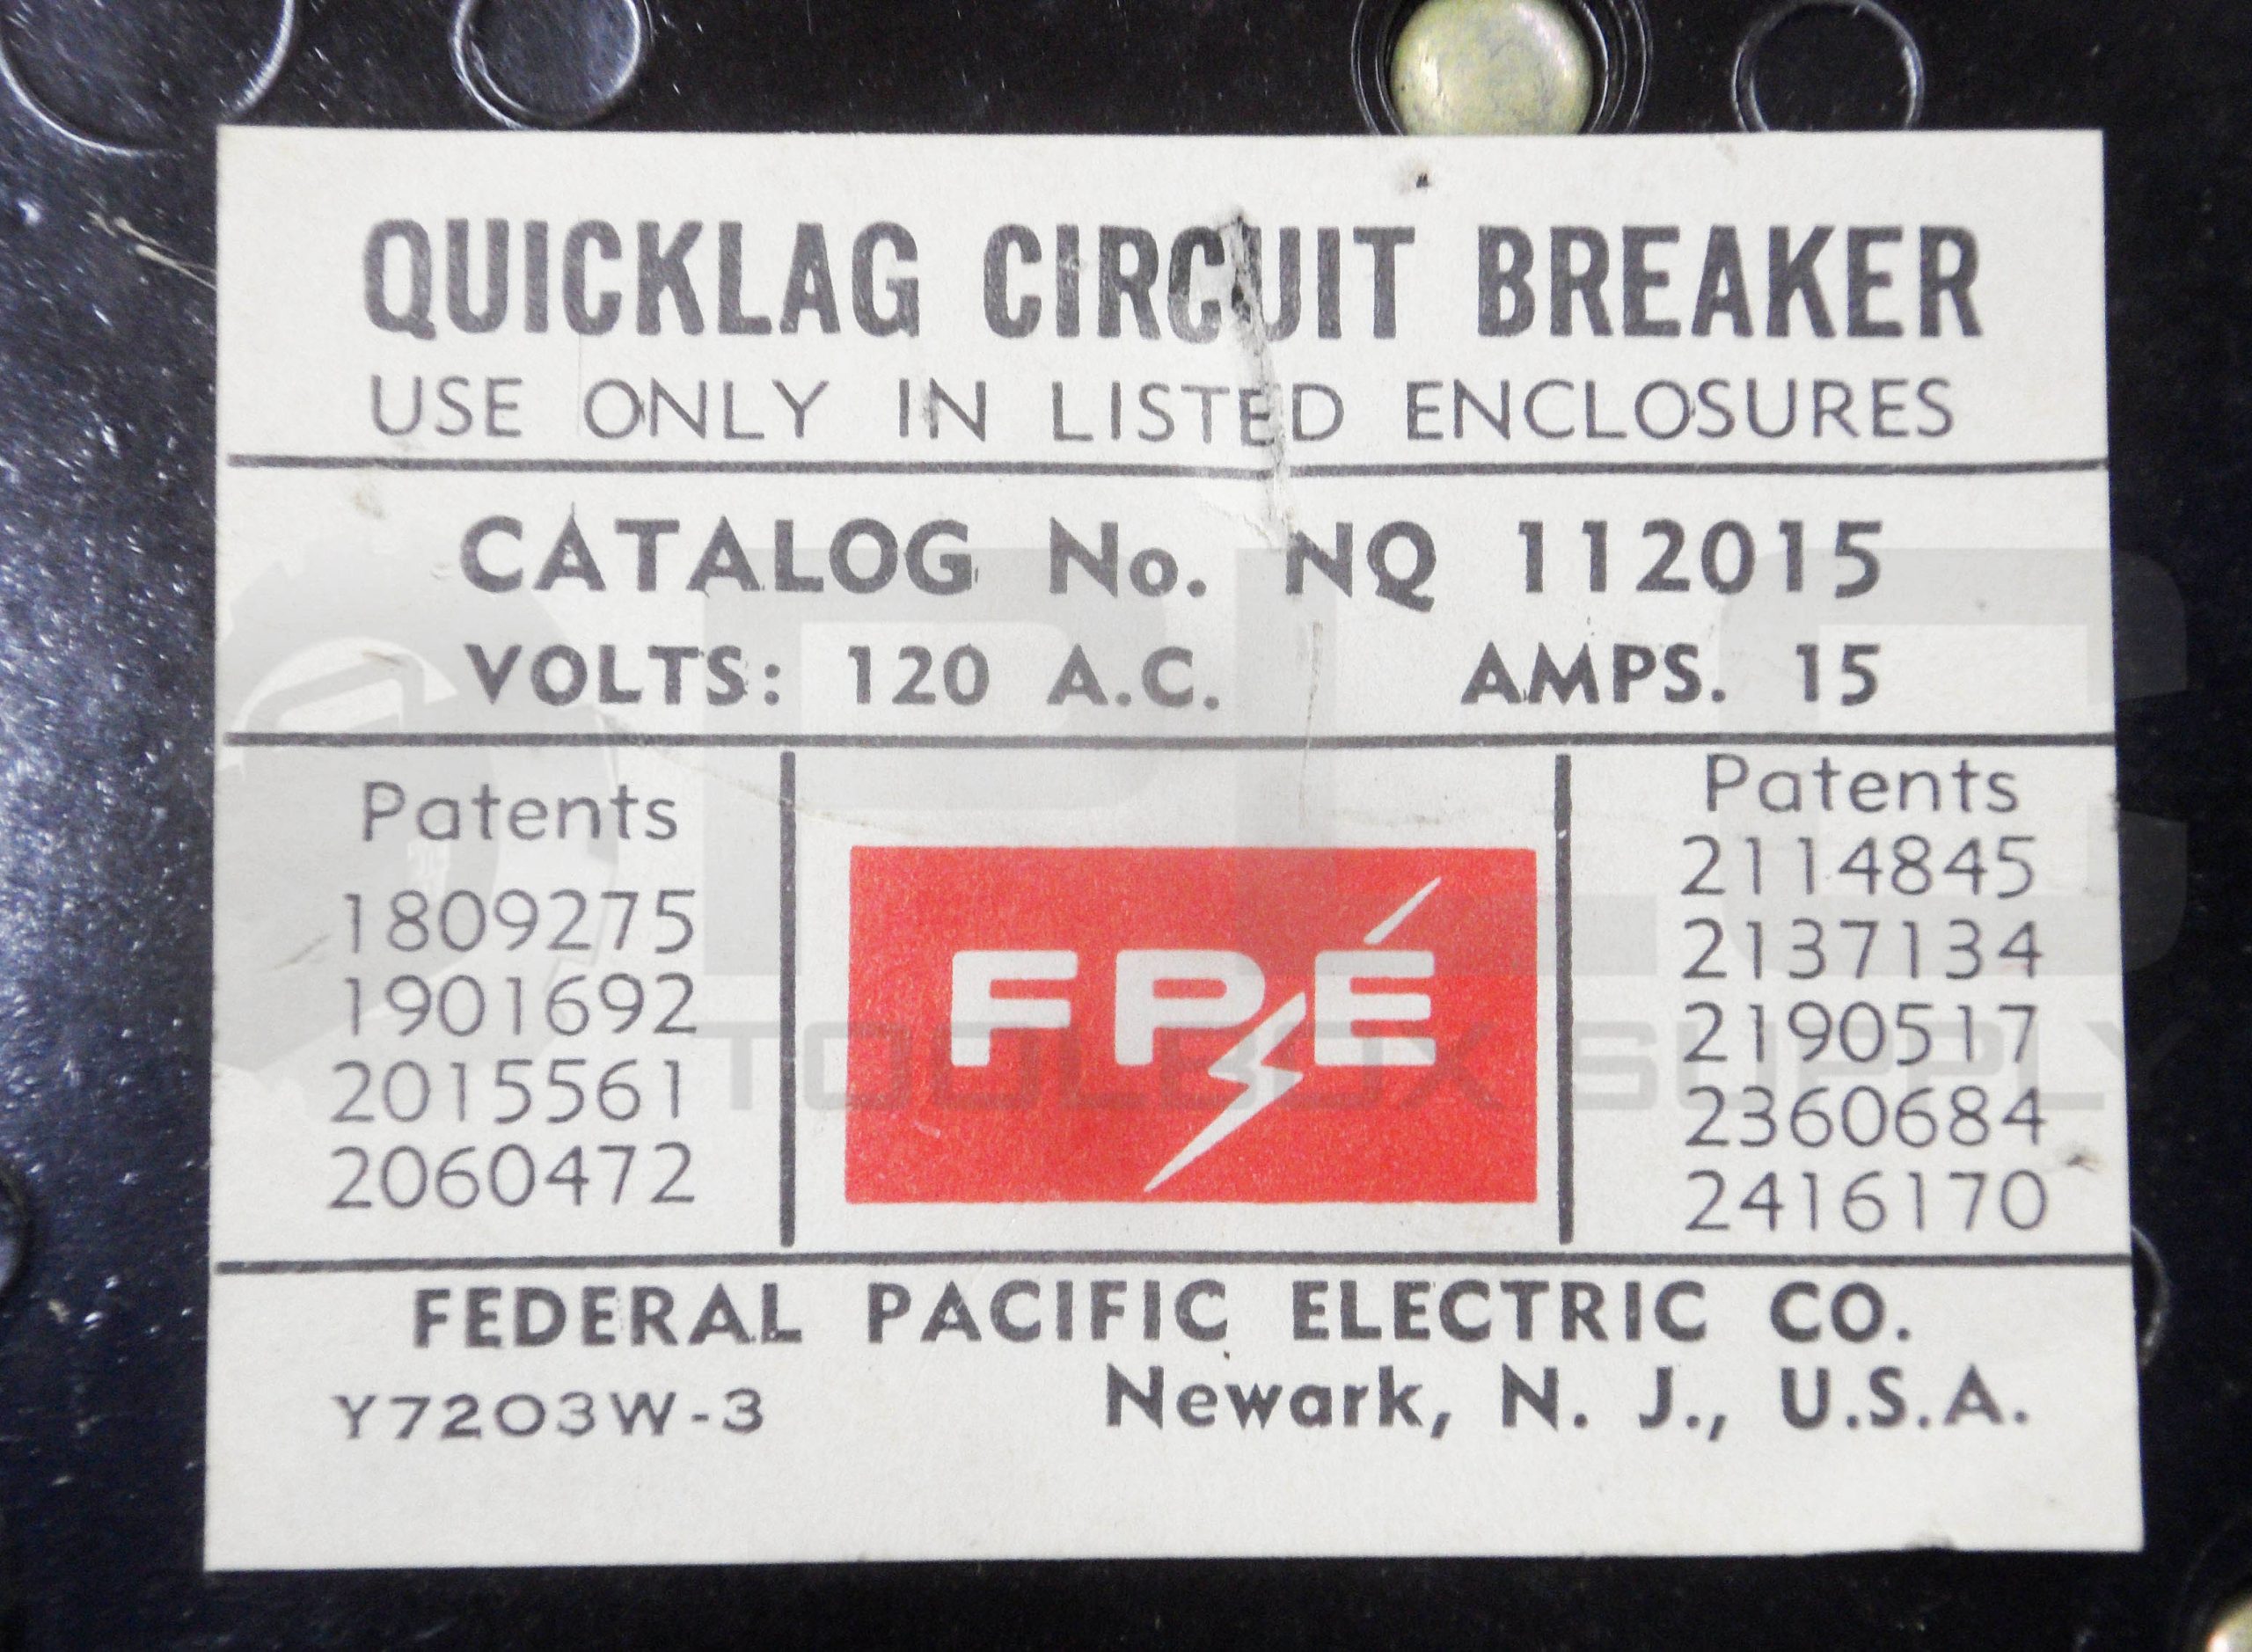 QUICKLAG CIRCUIT BREAKER
USE ONLY IN LISTED ENCLOSURES
CATALOG No. NQ 112015
VOLTS: 120 A.C. AMPS. 15
Patents
1809275
1901692
2015561
2060472
FPE
Patents
2114845
2137134
2190517
2360684
2416170
FEDERAL PACIFIC ELECTRIC CO.
Y7203W-3 Newark, N. J., U.S.A.
PLC
TOOLBOX SUPPLY